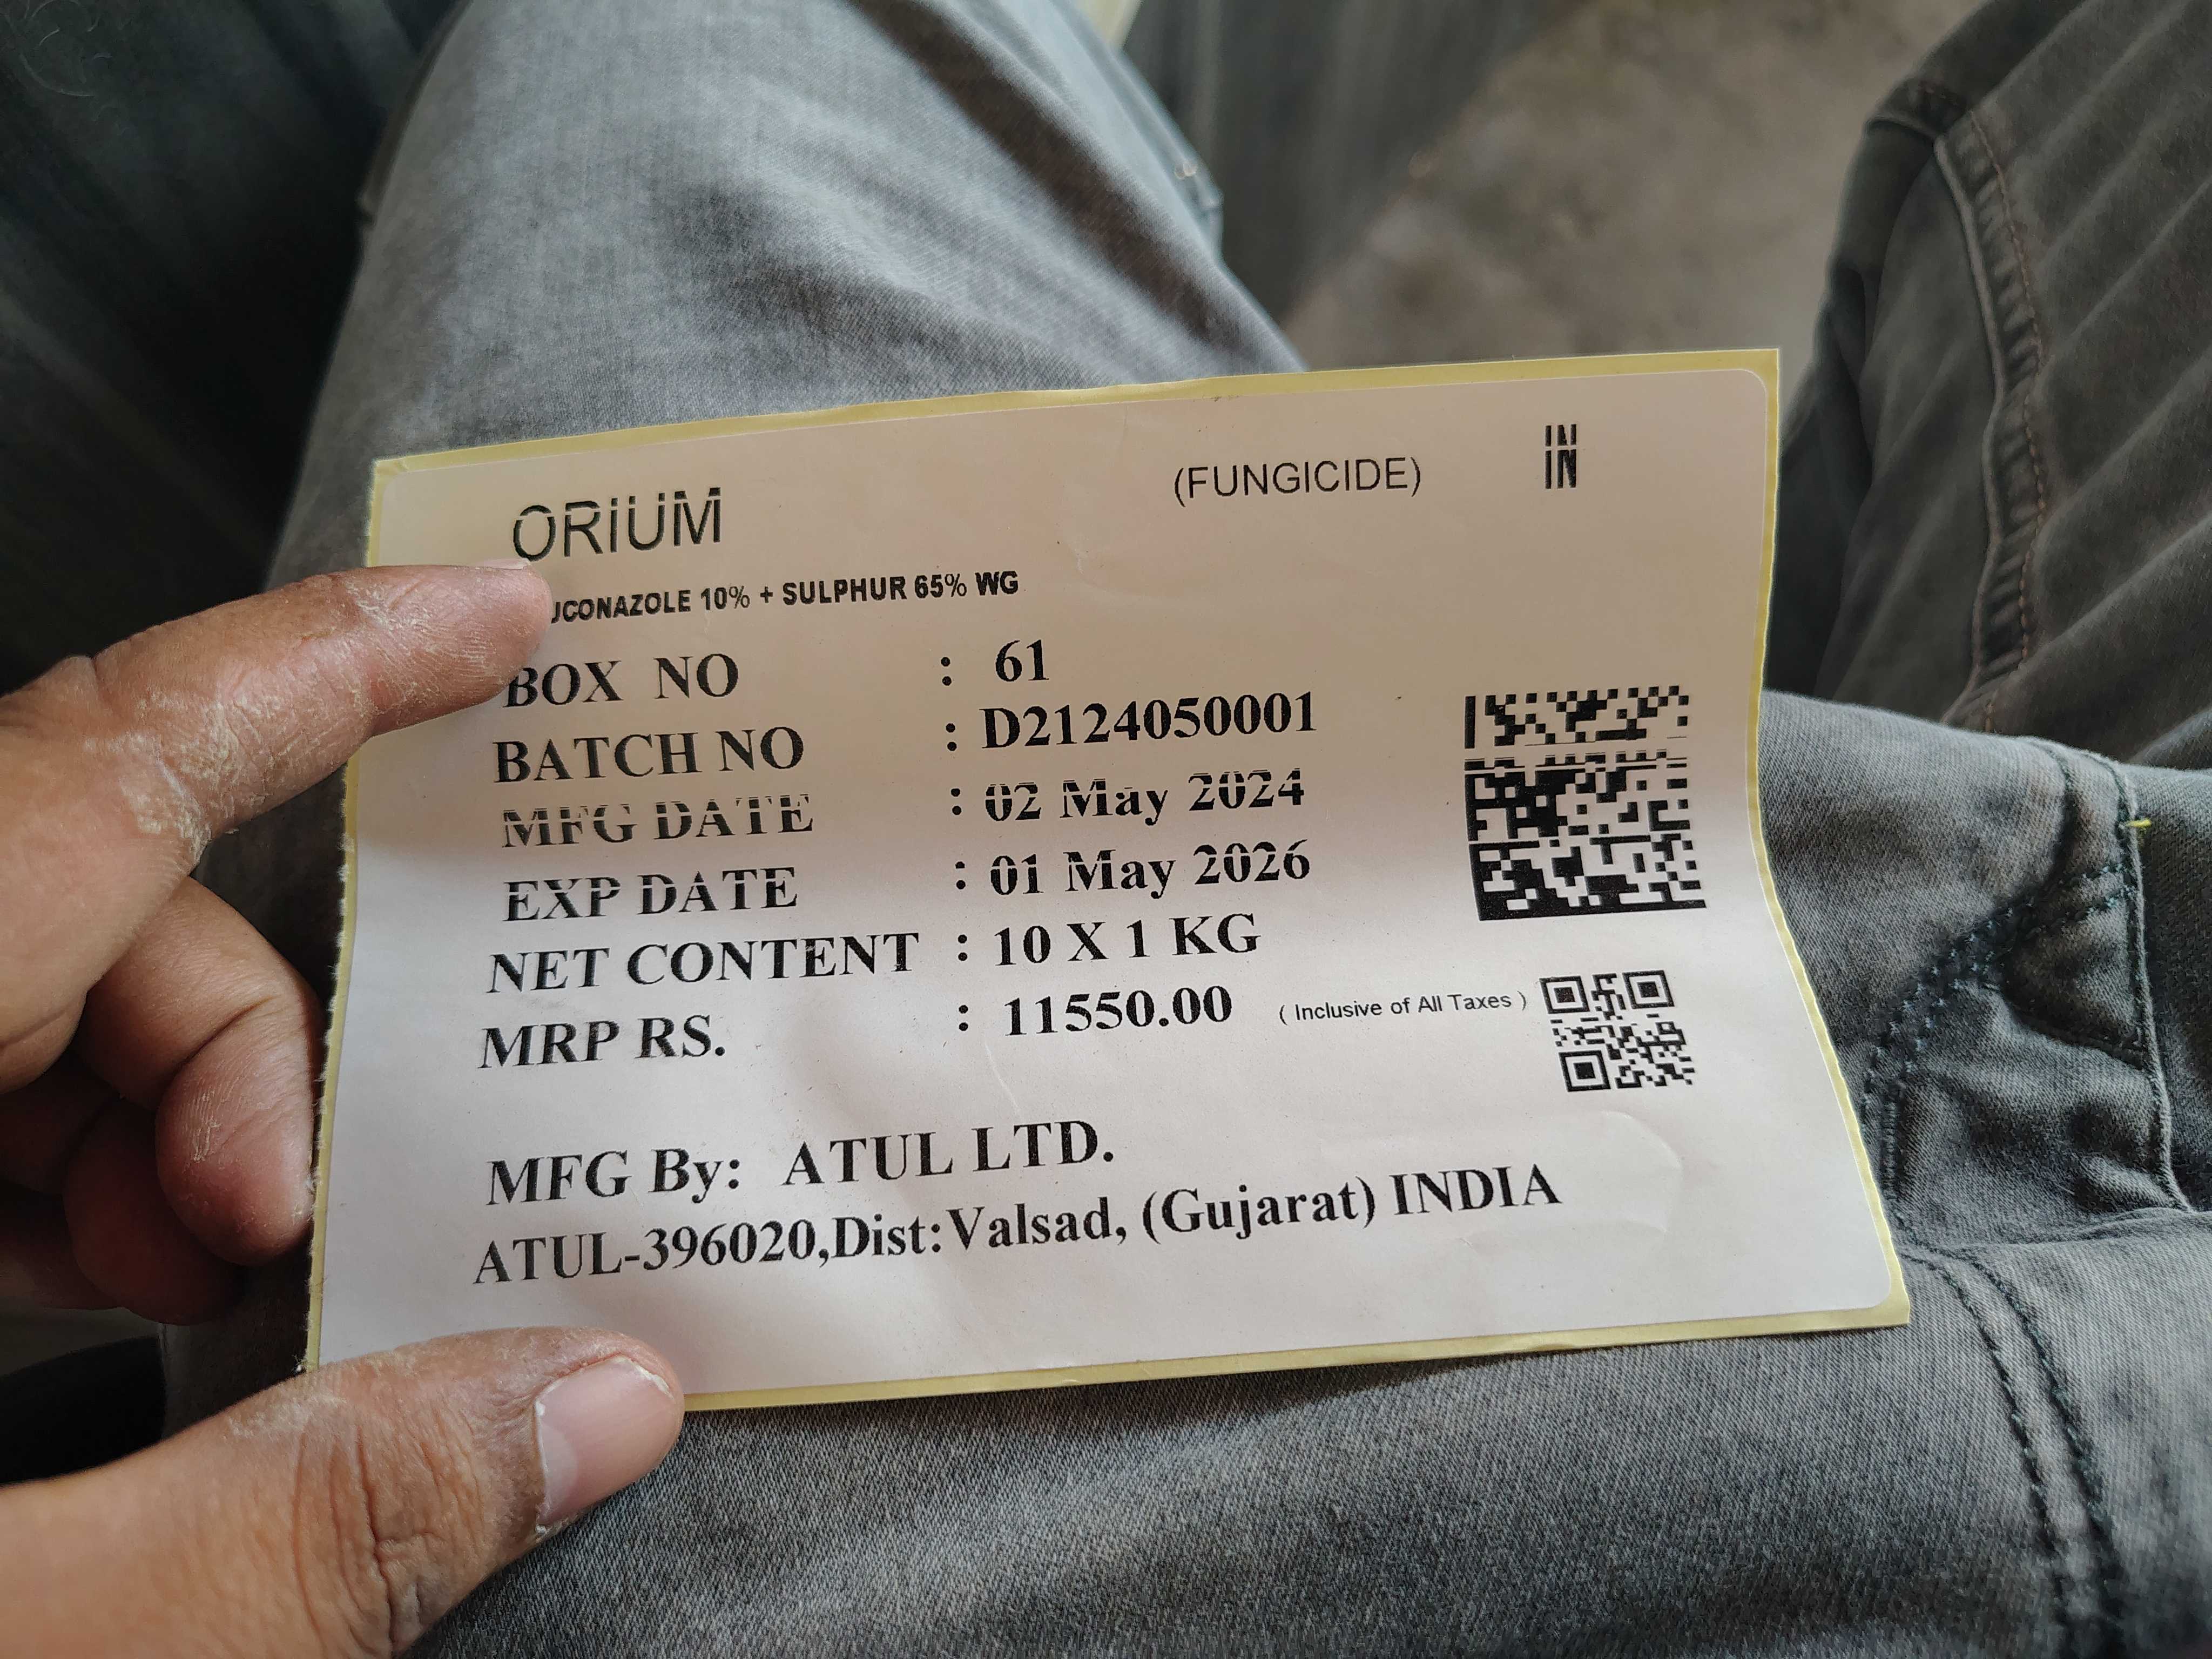 ORIUM (FUNGICIDE) IN
UCONAZOLE 10% + SULPHUR 65% WG
BOX NO : 61
BATCH NO : D2124050001
MFG DATE : 02 May 2024
EXP DATE : 01 May 2026
NET CONTENT : 10 X 1 KG
MRP RS. : 11550.00 ( Inclusive of All Taxes )
MFG By: ATUL LTD.
ATUL-396020,Dist:Valsad, (Gujarat) INDIA